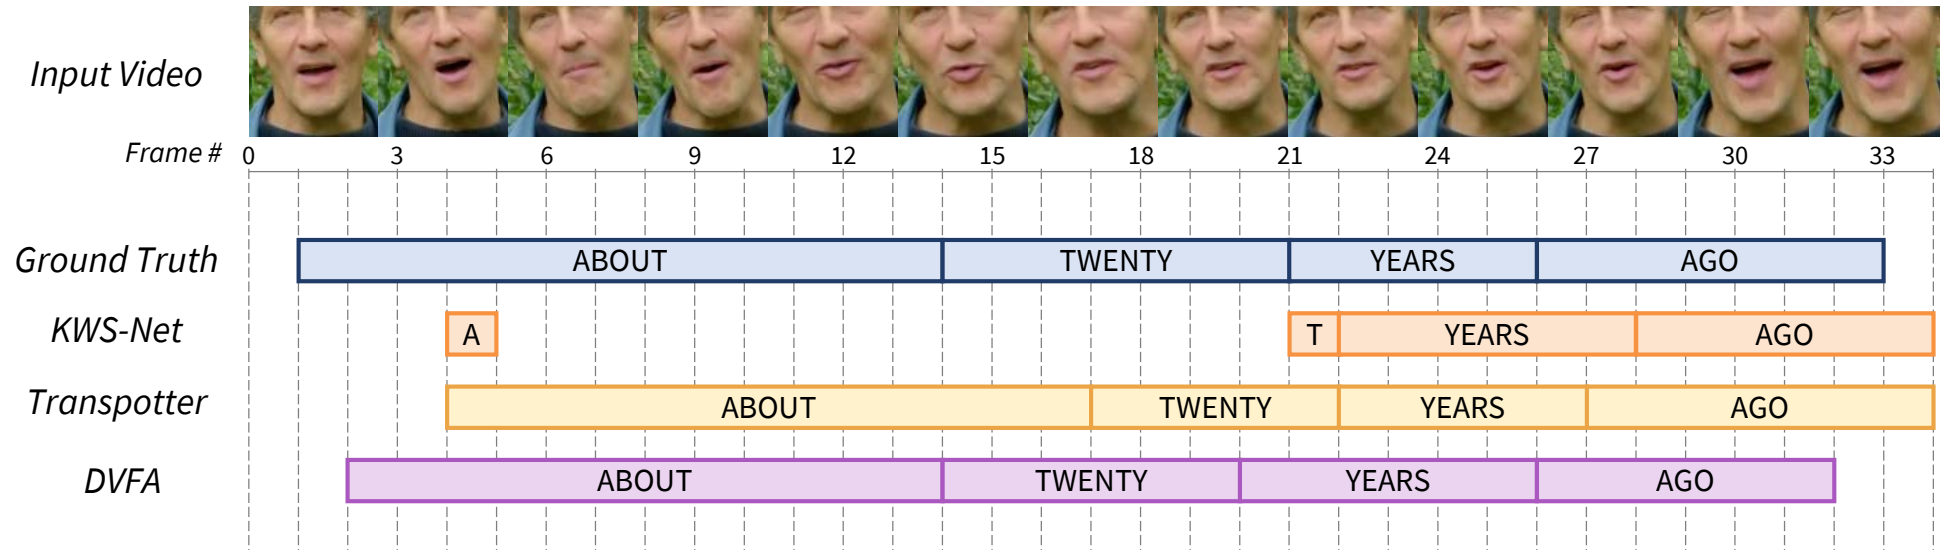 Input Video
Frame # 0 3 6 9 12 15 18 21 24 27 30 33
Ground Truth ABOUT TWENTY YEARS AGO
KWS-Net A T YEARS AGO
Transpotter ABOUT TWENTY YEARS AGO
DVFA ABOUT TWENTY YEARS AGO